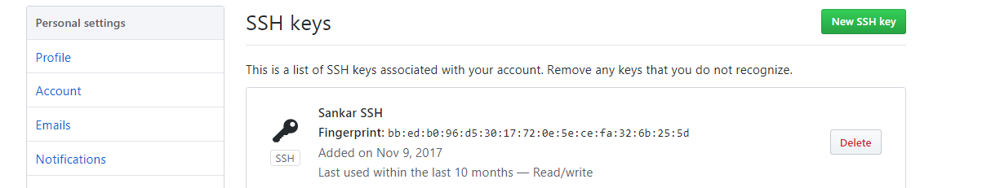 Personal settings
Profile
Account
Emails
Notifications
SSH keys
New SSH key
This is a list of SSH keys associated with your account. Remove any keys that you do not recognize.
SSH
Sankar SSH
Fingerprint: bb:ed:b0:96:d5:30:17:72:0e:5e:ce:fa:32:6b:25:5d
Added on Nov 9, 2017
Last used within the last 10 months — Read/write
Delete